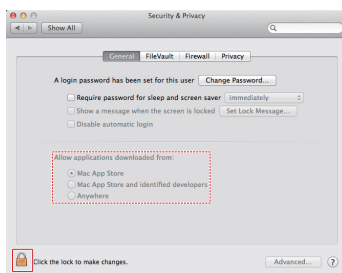 Security & Privacy
Show All
General FileVault Firewall Privacy
A login password has been set for this user Change Password...
Require password for sleep and screen saver immediately
Show a message when the screen is locked Set Lock Message...
Disable automatic login
Allow applications downloaded from:
Mac App Store
Mac App Store and identified developers
Anywhere
Click the lock to make changes. Advanced... ?